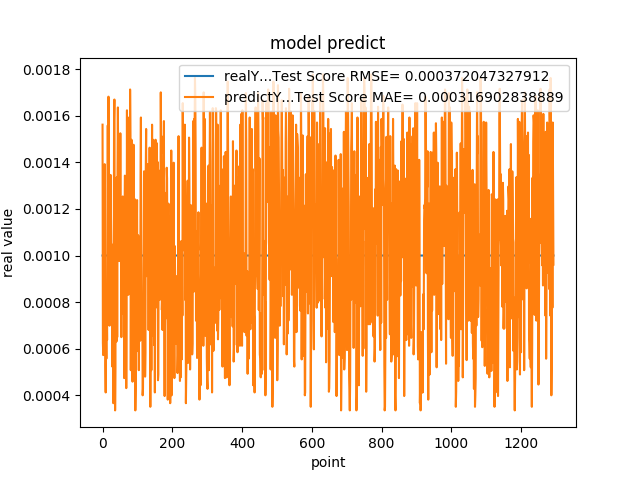 model predict
realY...Test Score RMSE= 0.000372047327912
predictY...Test Score MAE= 0.000316902838889
0.0018
0.0016
0.0014
0.0012
0.0010
0.0008
0.0006
0.0004
real value
0 200 400 600 800 1000 1200
point